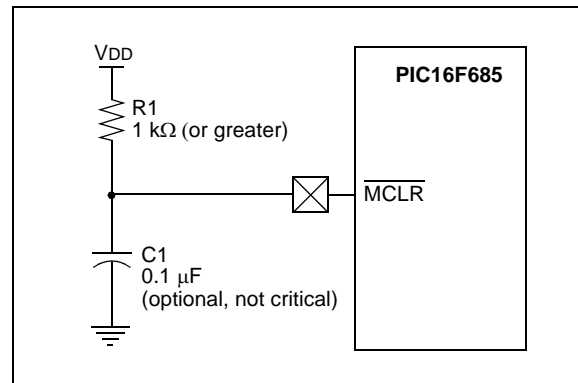 VDD
PIC16F685
R1
1 kΩ (or greater)
MCLR
C1
0.1 μF
(optional, not critical)